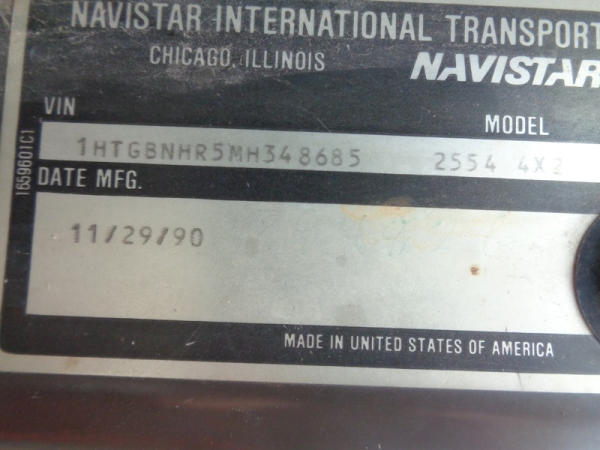 NAVISTAR INTERNATIONAL TRANSPORT
CHICAGO, ILLINOIS
NAVISTAR
VIN
MODEL
1HTGBNHR5MH348685 2554 4X2
1659601C1
DATE MFG.
11/29/90
MADE IN UNITED STATES OF AMERICA